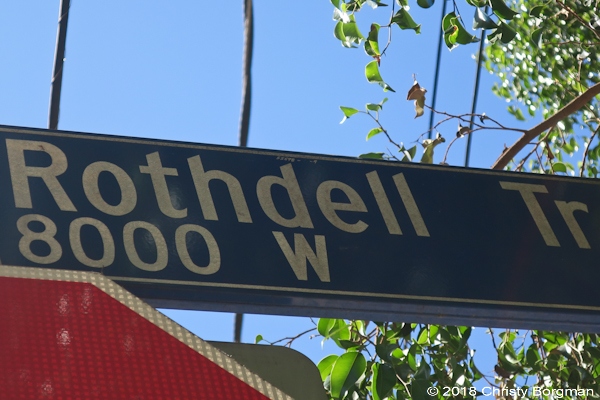 Rothdell Tr
8000 W
© 2018 Christy Borgman